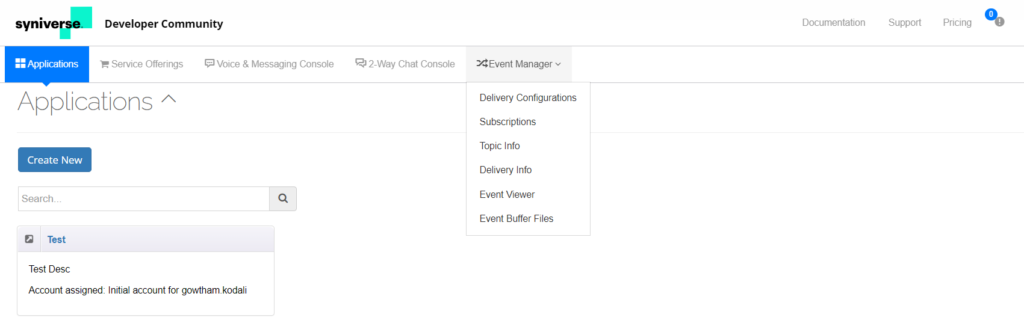 syniverse. Developer Community
Documentation Support Pricing 0
Applications Service Offerings Voice & Messaging Console 2-Way Chat Console Event Manager
Applications
Delivery Configurations
Subscriptions
Topic Info
Delivery Info
Event Viewer
Event Buffer Files
Create New
Search...
Test
Test Desc
Account assigned: Initial account for gowtham.kodali